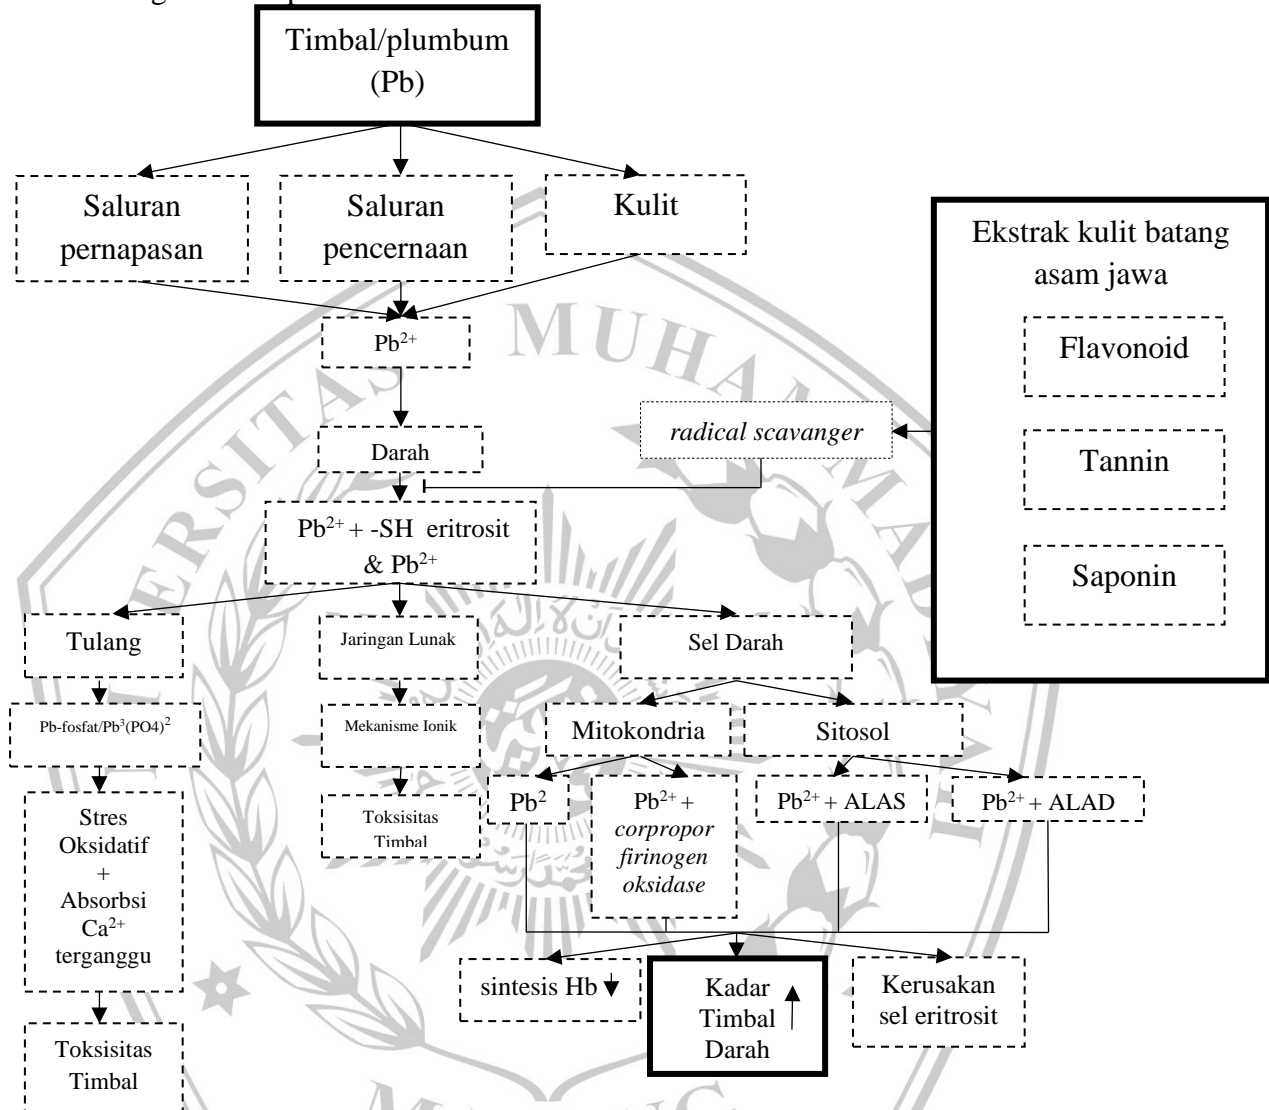 Timbal/plumbum
(Pb)
Saluran
pernapasan
Saluran
pencernaan
Kulit
Ekstrak kulit batang
asam jawa
Flavonoid
Tannin
Saponin
Pb²⁺
radical scavanger
Darah
Pb²⁺ + -SH eritrosit
& Pb²⁺
Tulang
Jaringan Lunak
Sel Darah
Pb-fosfat/Pb³(PO4)²
Mekanisme Ionik
Mitokondria
Sitosol
Stres
Oksidatif
+
Absorbsi
Ca²⁺
terganggu
Toksisitas
Timbal
Pb²
Pb²⁺ +
corpropor
firinogen
oksidase
Pb²⁺ + ALAS
Pb²⁺ + ALAD
sintesis Hb
Kadar
Timbal
Darah
Kerusakan
sel eritrosit
Toksisitas
Timbal
MUHAMMADI
ERSITAS